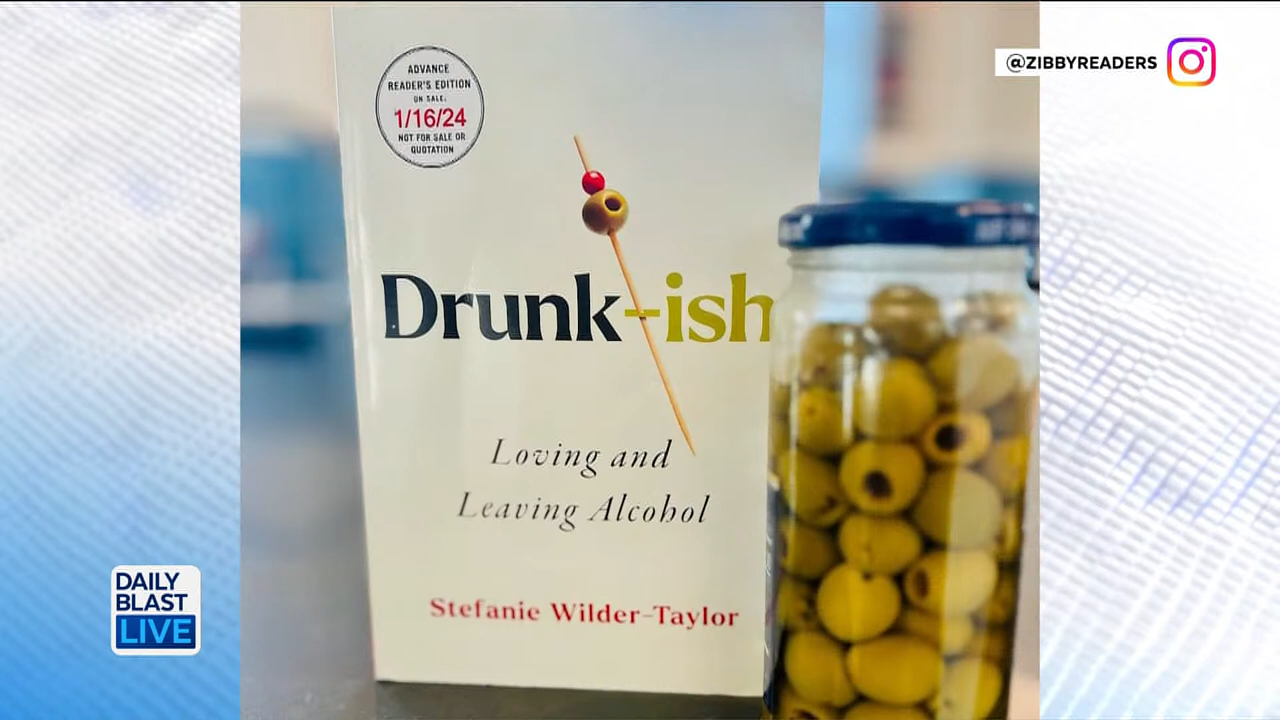 @ZIBBYREADERS
ADVANCE
READER'S EDITION
ON SALE:
1/16/24
NOT FOR SALE OR
QUOTATION
Drunk-ish
Loving and
Leaving Alcohol
Stefanie Wilder-Taylor
DAILY
BLAST
LIVE